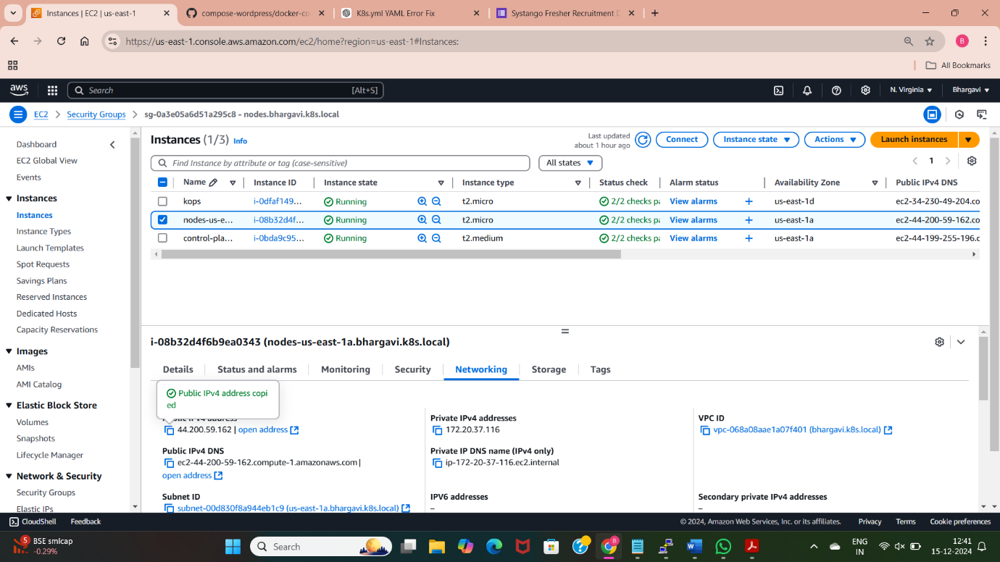 Instances | EC2 | us-east-1
compose-wordpress/docker-co
K8s.yml YAML Error Fix
Systango Fresher Recruitment D
https://us-east-1.console.aws.amazon.com/ec2/home?region=us-east-1#Instances:
B
All Bookmarks
aws
Search
[Alt+S]
N. Virginia
Bhargavi
EC2
Security Groups
sg-0a3e05a6d51a295c8 - nodes.bhargavi.k8s.local
Dashboard
EC2 Global View
Events
Instances
Instances
Instance Types
Launch Templates
Spot Requests
Savings Plans
Reserved Instances
Dedicated Hosts
Capacity Reservations
Images
AMIs
AMI Catalog
Elastic Block Store
Volumes
Snapshots
Lifecycle Manager
Network & Security
Security Groups
Elastic IPs
Instances (1/3) Info
Last updated
about 1 hour ago
Connect
Instance state
Actions
Launch instances
Find Instance by attribute or tag (case-sensitive)
All states
1
Name Instance ID Instance state Instance type Status check Alarm status Availability Zone Public IPv4 DNS
kops i-0dfaf149... Running t2.micro 2/2 checks pa View alarms + us-east-1d ec2-34-230-49-204.co
nodes-us-e... i-08b32d4f... Running t2.micro 2/2 checks pa View alarms + us-east-1a ec2-44-200-59-162.co
control-pla... i-0bda9c95... Running t2.medium 2/2 checks pa View alarms + us-east-1a ec2-44-199-255-196.c
i-08b32d4f6b9ea0343 (nodes-us-east-1a.bhargavi.k8s.local)
Details Status and alarms Monitoring Security Networking Storage Tags
Public IPv4 address copi
ed
Public IPv4 address
44.200.59.162 | open address
Public IPv4 DNS
ec2-44-200-59-162.compute-1.amazonaws.com |
open address
Subnet ID
subnet-00d830f8a944eb1c9 (us-east-1a.bhargavi.k8s.local)
Private IPv4 addresses
172.20.37.116
Private IP DNS name (IPv4 only)
ip-172-20-37-116.ec2.internal
IPV6 addresses
–
VPC ID
vpc-068a08aae1a07f401 (bhargavi.k8s.local)
Secondary private IPv4 addresses
–
CloudShell
Feedback
© 2024, Amazon Web Services, Inc. or its affiliates.
Privacy
Terms
Cookie preferences
5
BSE smlcap
-0.29%
Search
B
ENG
IN
12:41
15-12-2024